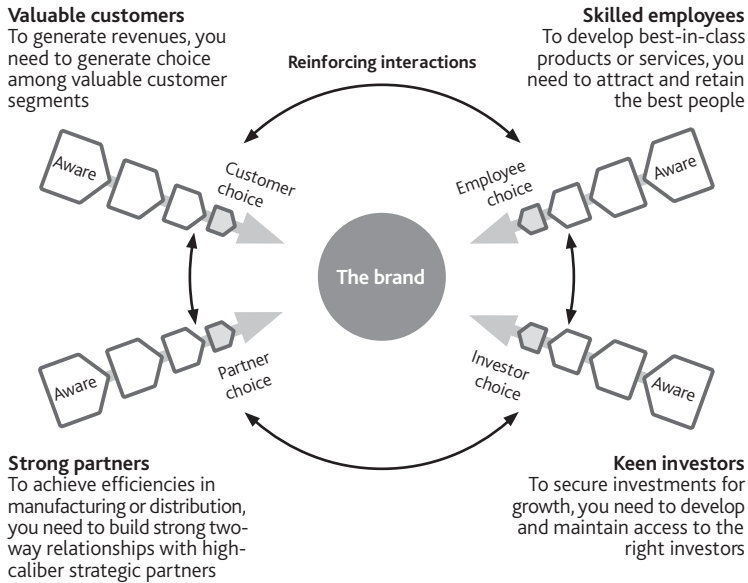 Valuable customers
To generate revenues, you
need to generate choice
among valuable customer
segments
Reinforcing interactions
Skilled employees
To develop best-in-class
products or services, you
need to attract and retain
the best people
Aware
Customer
choice
Employee
choice
Aware
The brand
Aware
Partner
choice
Investor
choice
Aware
Strong partners
To achieve efficiencies in
manufacturing or distribution,
you need to build strong two-
way relationships with high-
caliber strategic partners
Keen investors
To secure investments for
growth, you need to develop
and maintain access to the
right investors